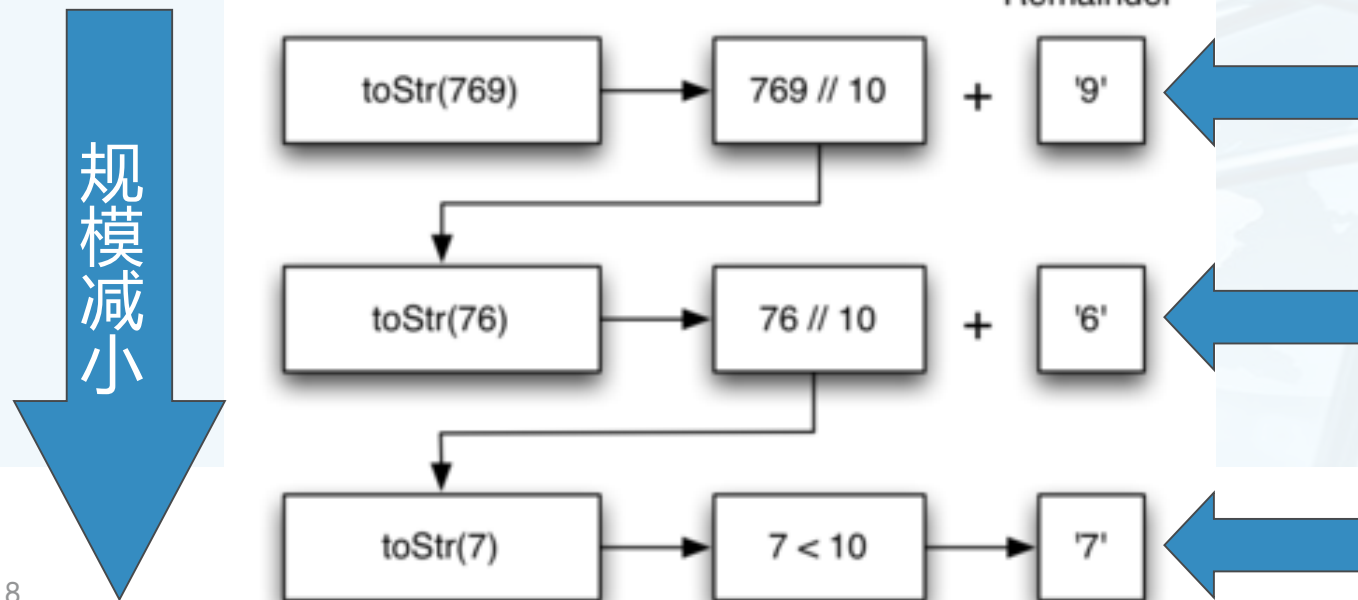 Remainder
规模减小
toStr(769)
769 // 10
+
'9'
toStr(76)
76 // 10
+
'6'
toStr(7)
7 < 10
'7'
8